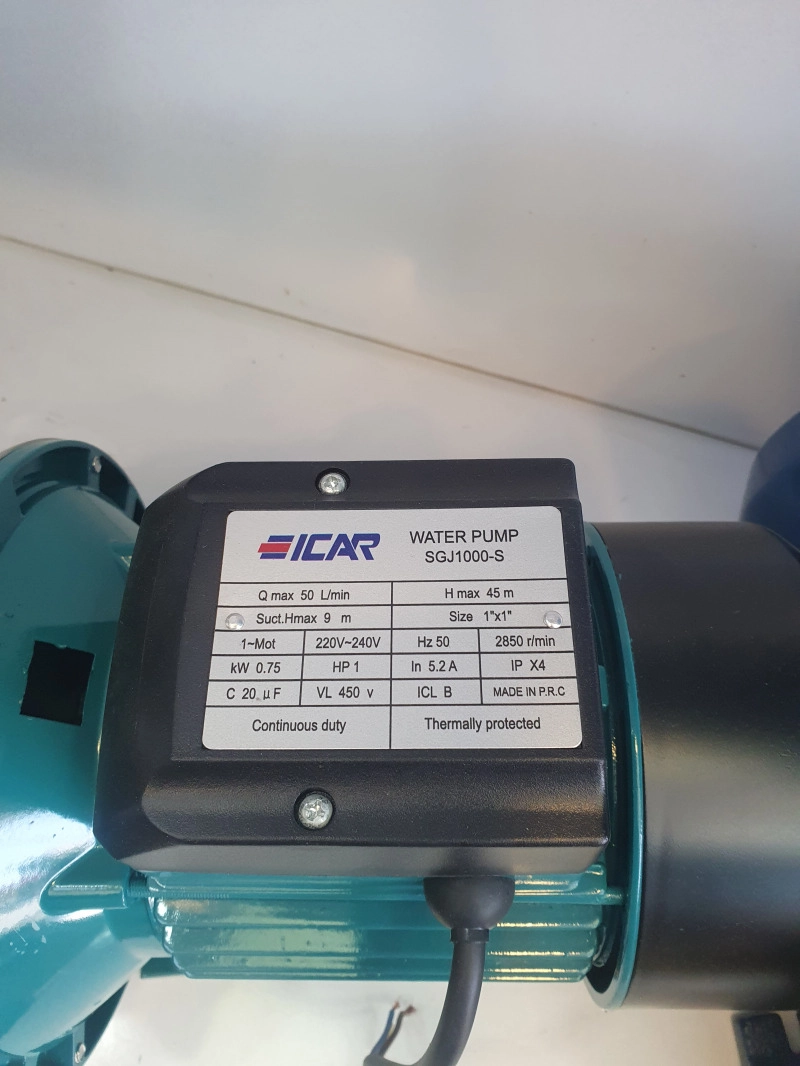 ICAR
WATER PUMP
SGJ1000-S
Q max 50 L/min
H max 45 m
Suct.Hmax 9 m
Size 1"x1"
1~Mot
220V~240V
Hz 50
2850 r/min
kW 0.75
HP 1
In 5.2 A
IP X4
C 20 μF
VL 450 v
ICL B
MADE IN P.R.C
Continuous duty
Thermally protected